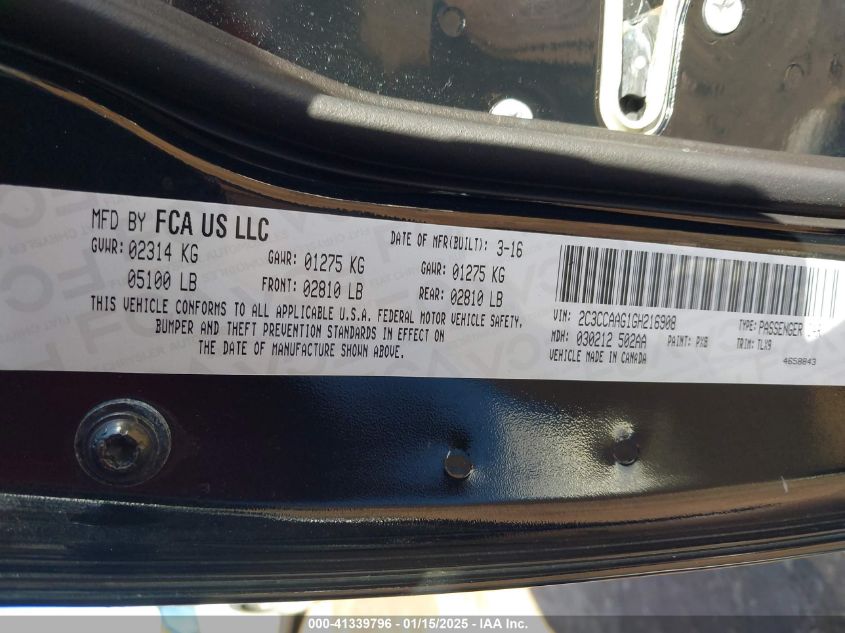 MFD BY FCA US LLC
DATE OF MFR(BUILT): 3-16
GVWR: 02314 KG
GAWR: 01275 KG
GAWR: 01275 KG
05100 LB
FRONT: 02810 LB
REAR: 02810 LB
THIS VEHICLE CONFORMS TO ALL APPLICABLE U.S.A. FEDERAL MOTOR VEHICLE SAFETY,
BUMPER AND THEFT PREVENTION STANDARDS IN EFFECT ON
THE DATE OF MANUFACTURE SHOWN ABOVE.
VIN: 2C3CCAAG1GH216908
TYPE: PASSENGER
MDH: 030212 502AA
PAINT: PX8
TRIM: TLX9
VEHICLE MADE IN CANADA
4658843
000-41339796 — 01/15/2025 — IAA Inc.